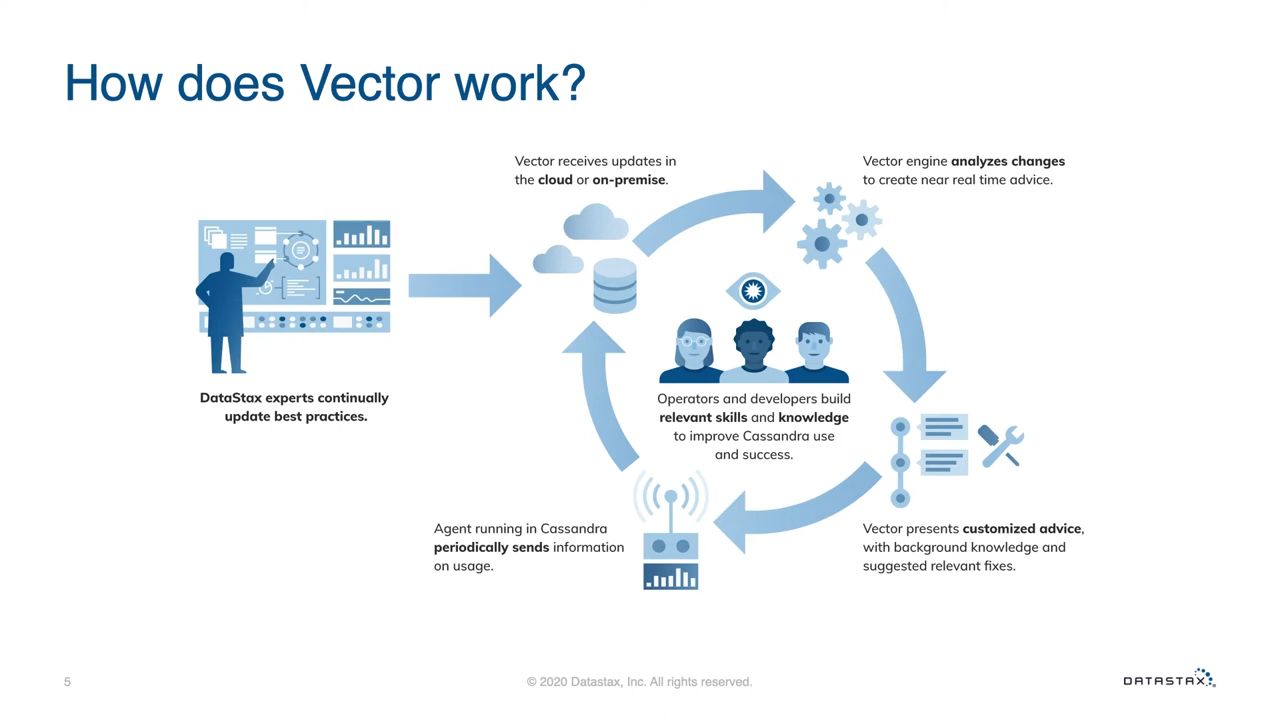 How does Vector work?
Vector receives updates in
the cloud or on-premise.
Vector engine analyzes changes
to create near real time advice.
DataStax experts continually
update best practices.
Operators and developers build
relevant skills and knowledge
to improve Cassandra use
and success.
Agent running in Cassandra
periodically sends information
on usage.
Vector presents customized advice,
with background knowledge and
suggested relevant fixes.
5
© 2020 Datastax, Inc. All rights reserved.
DATASTAX